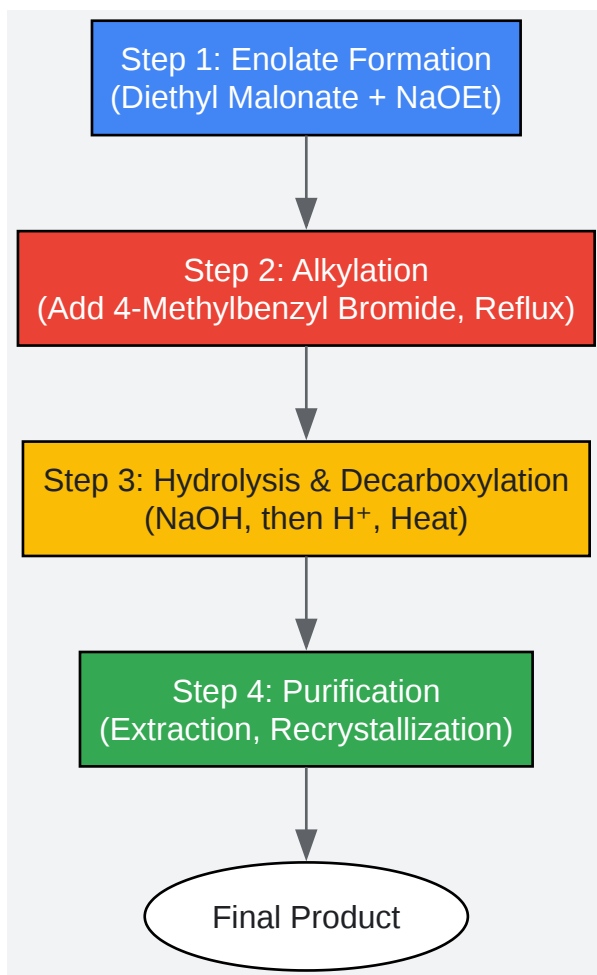 Step 1: Enolate Formation
(Diethyl Malonate + NaOEt)
Step 2: Alkylation
(Add 4-Methylbenzyl Bromide, Reflux)
Step 3: Hydrolysis & Decarboxylation
(NaOH, then H⁺, Heat)
Step 4: Purification
(Extraction, Recrystallization)
Final Product